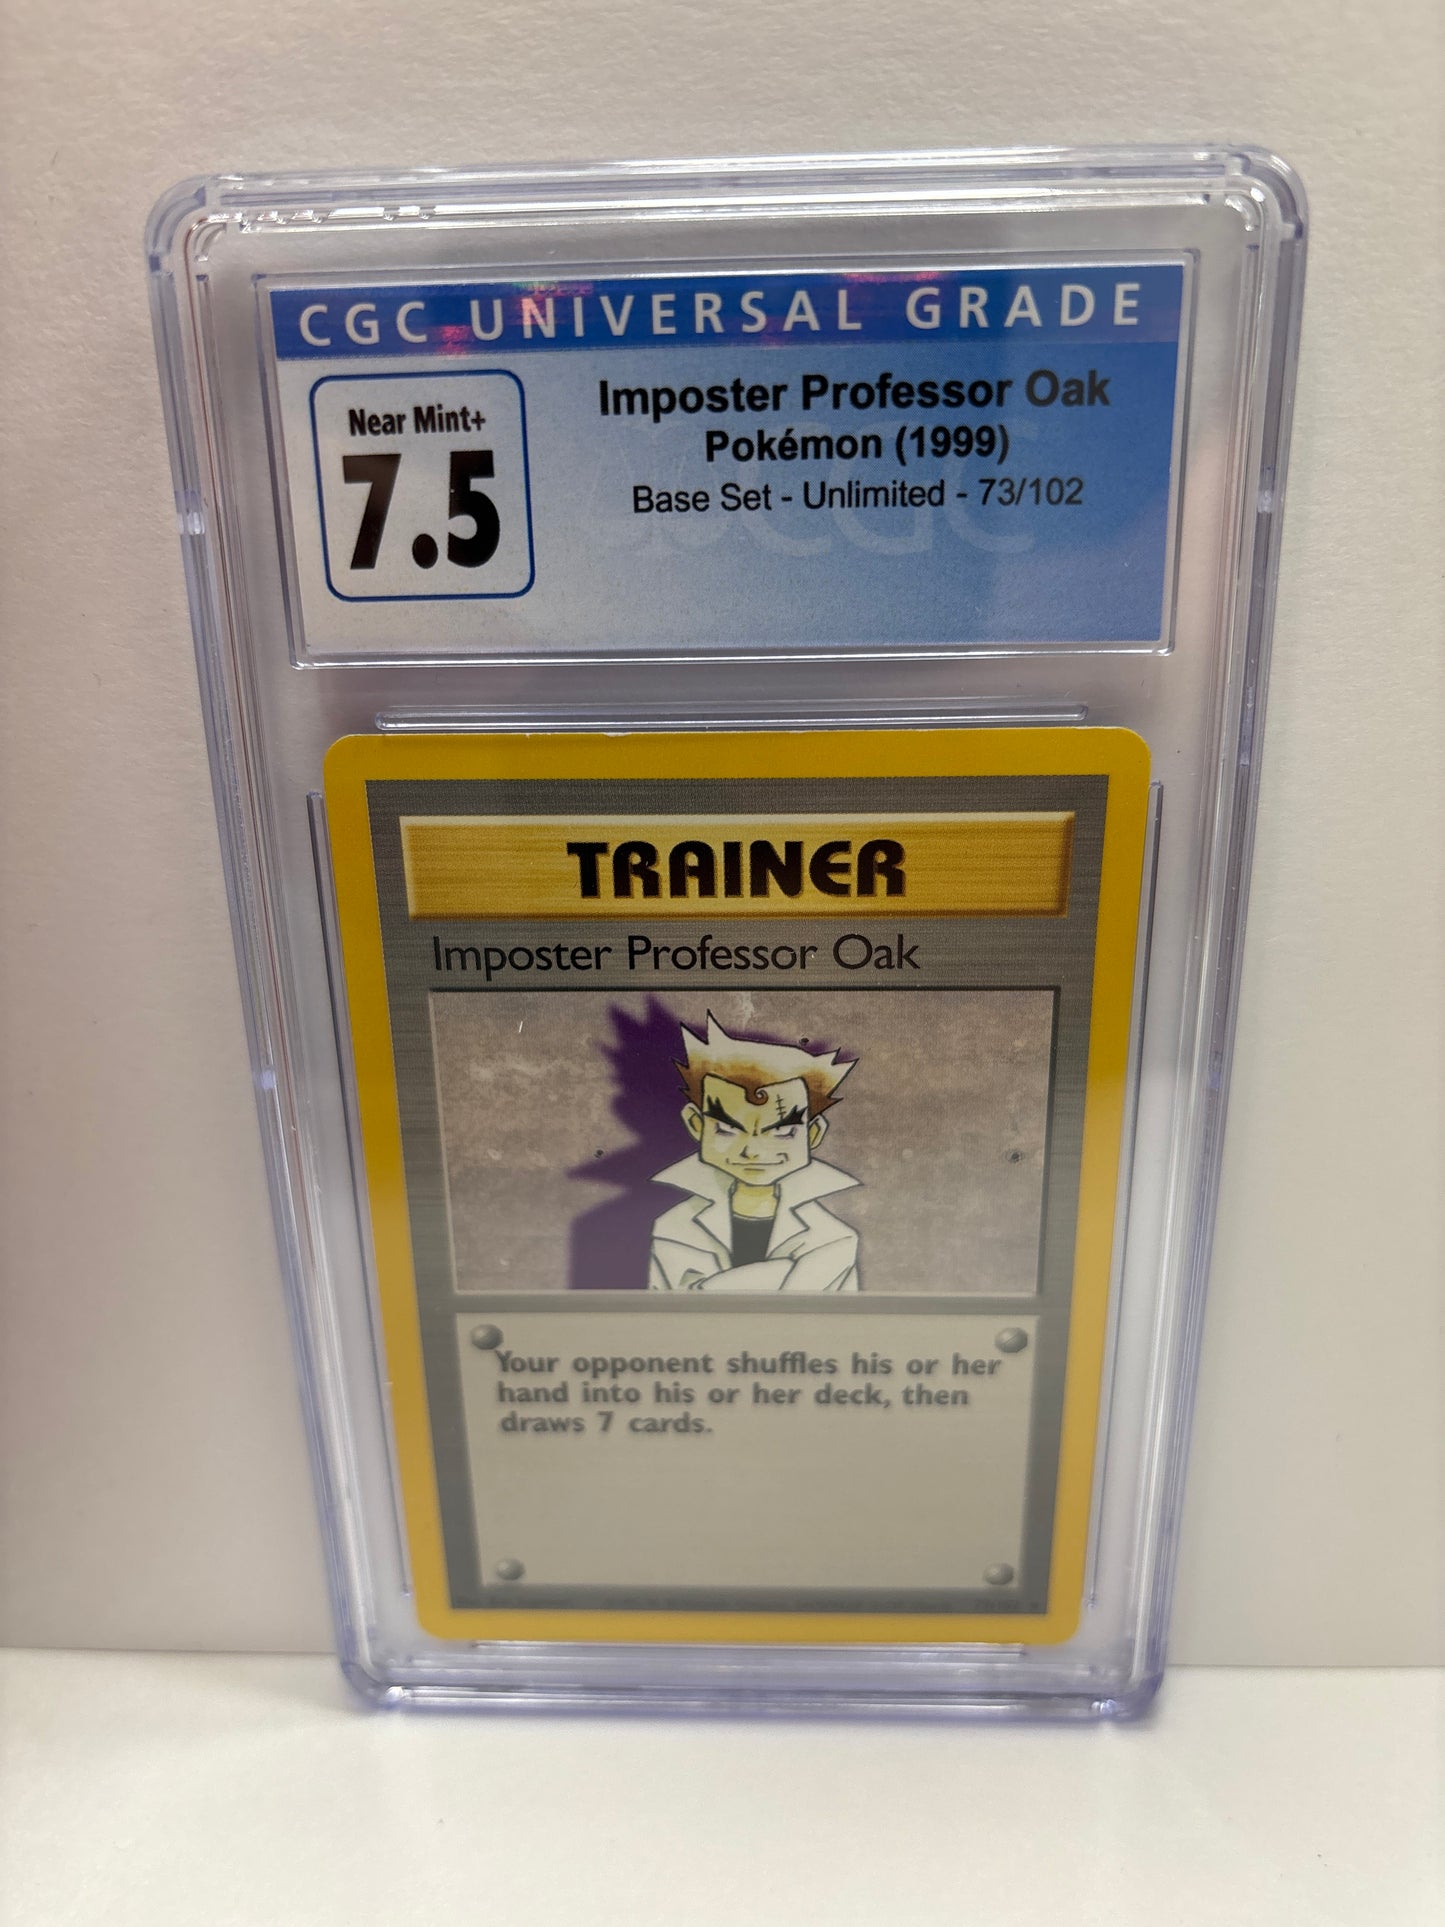 CGC UNIVERSAL GRADE
Near Mint+
7.5
Imposter Professor Oak
Pokémon (1999)
Base Set - Unlimited - 73/102
CGC
TRAINER
Imposter Professor Oak
Your opponent shuffles his or her
hand into his or her deck, then
draws 7 cards.